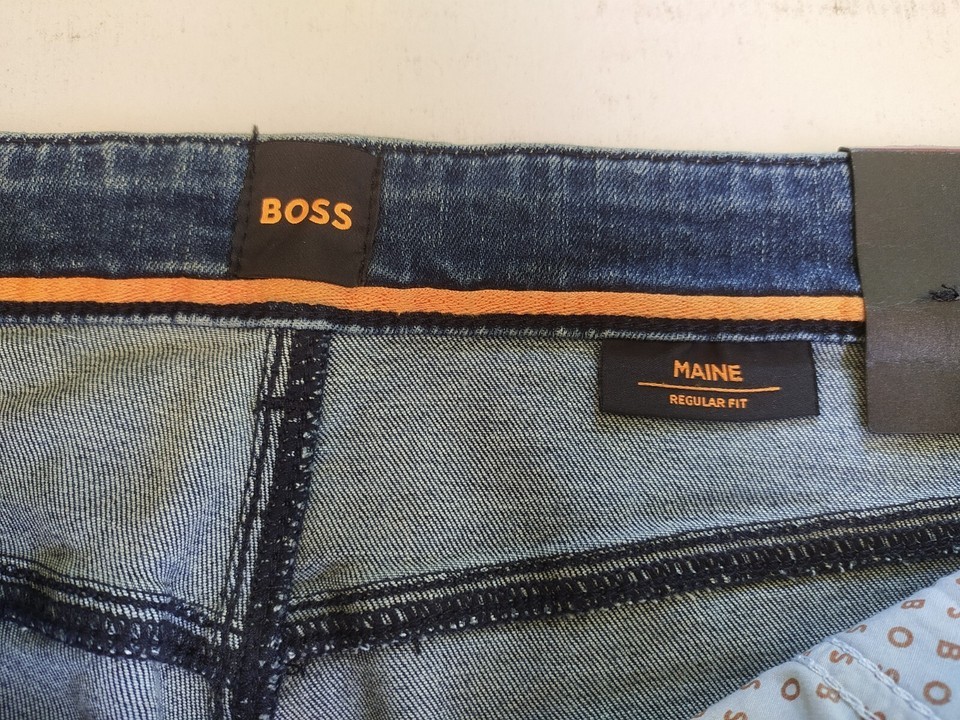 BOSS
MAINE
REGULAR FIT
S
B O
B O S
S B
S O